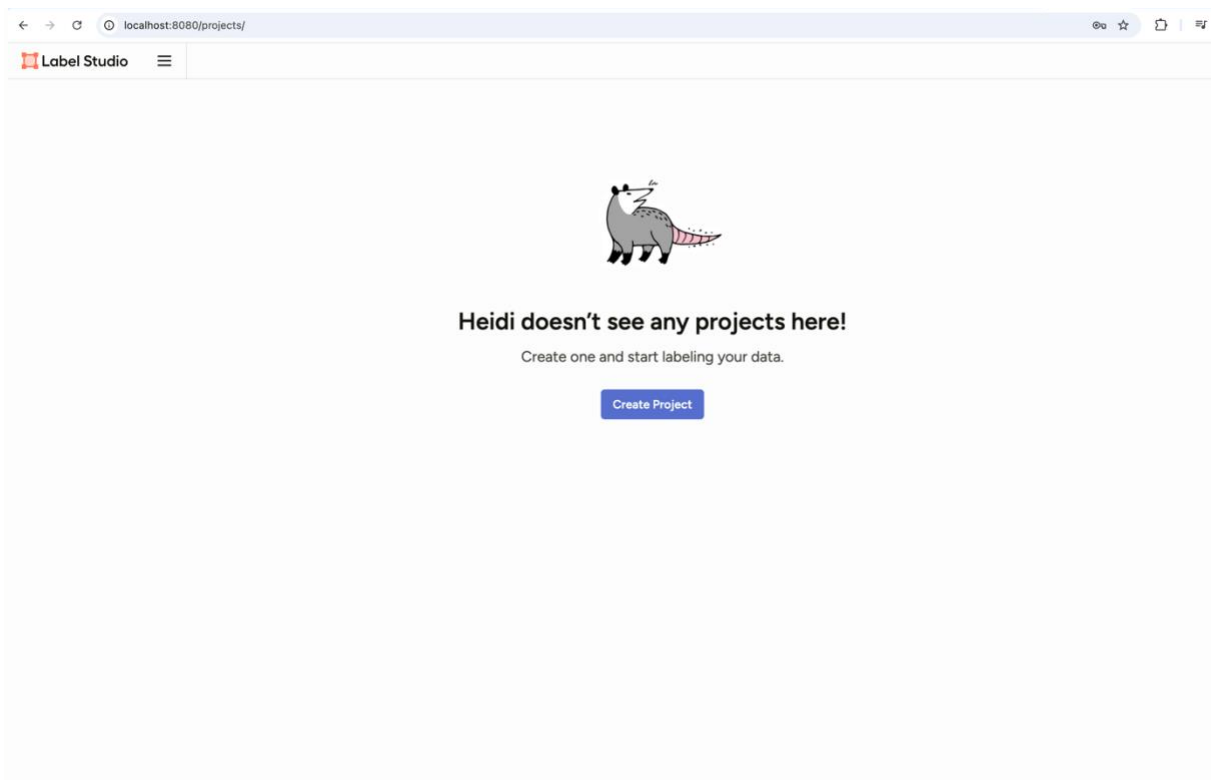 localhost:8080/projects/
Label Studio
Heidi doesn’t see any projects here!
Create one and start labeling your data.
Create Project